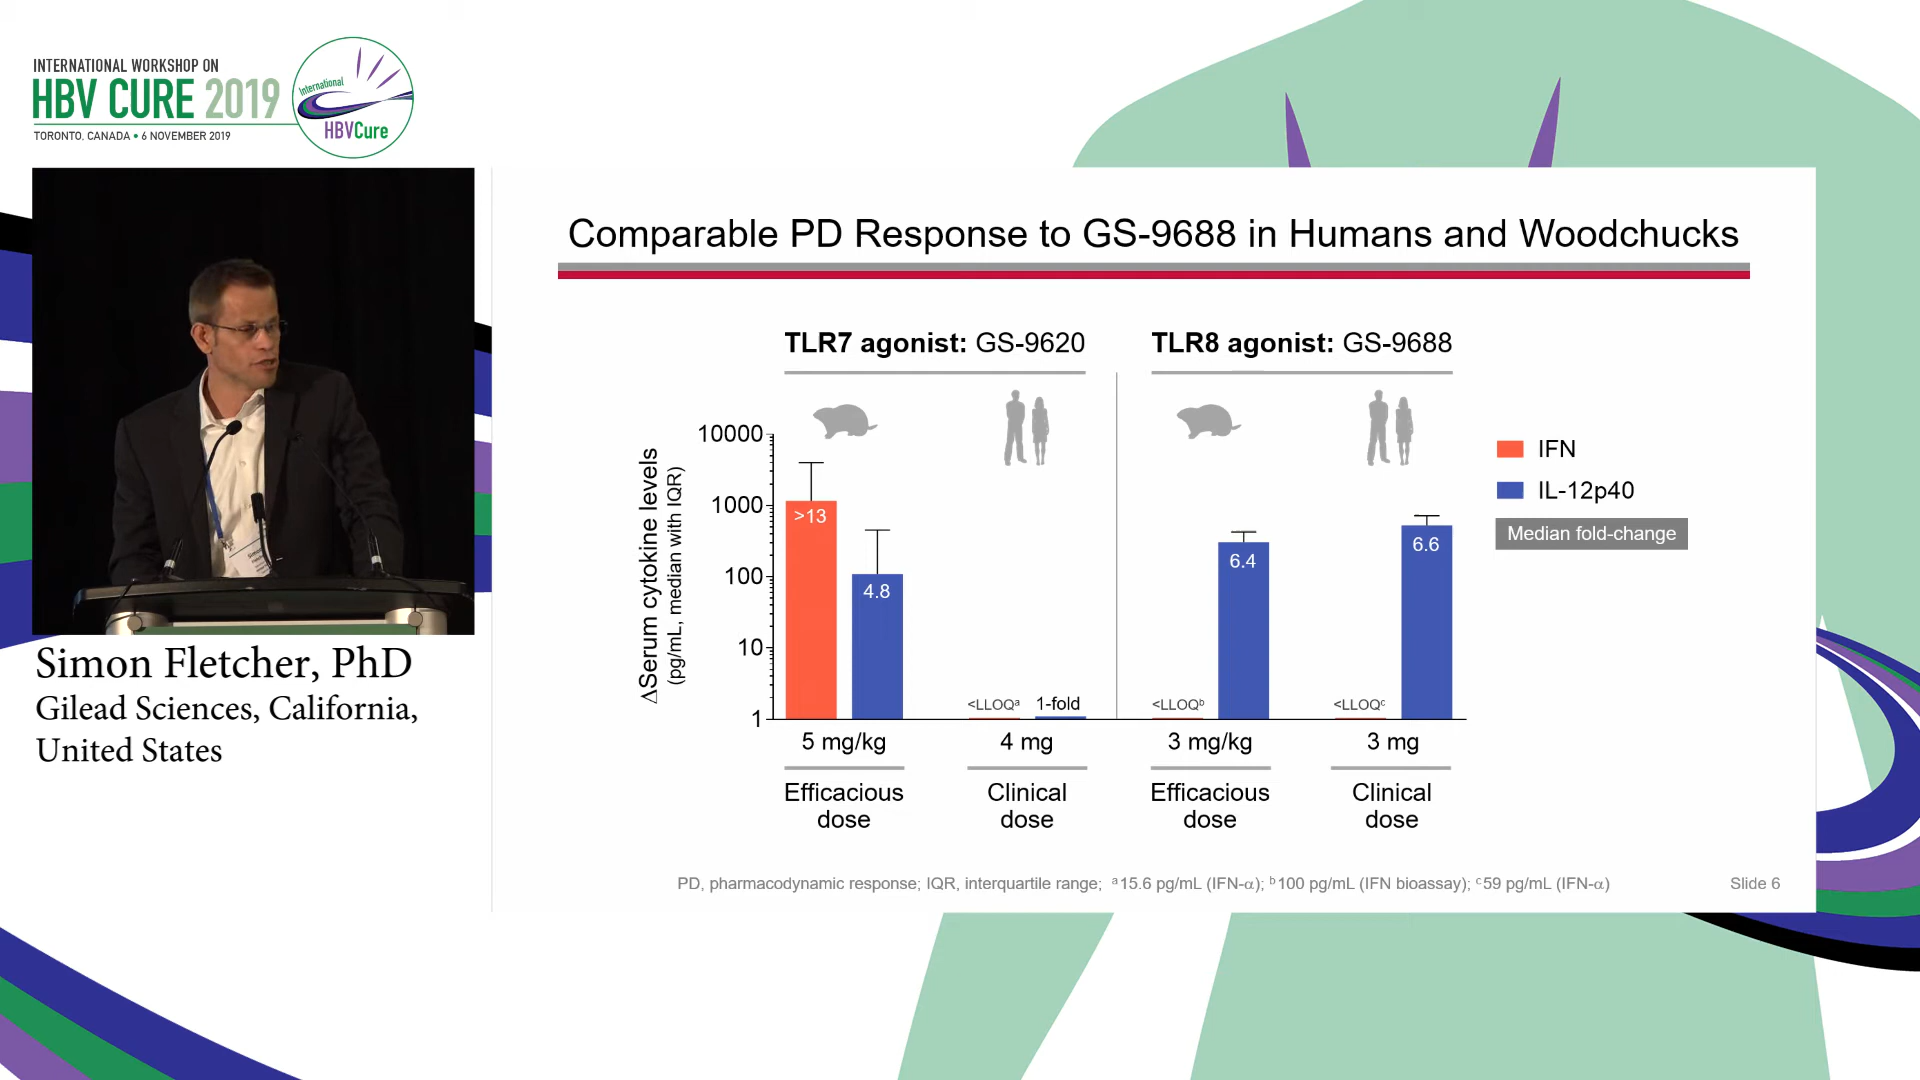 INTERNATIONAL WORKSHOP ON
HBV CURE 2019
TORONTO, CANADA • 6 NOVEMBER 2019
International
HBVCure
Simon Fletcher, PhD
Gilead Sciences, California,
United States
Comparable PD Response to GS-9688 in Humans and Woodchucks
TLR7 agonist: GS-9620
TLR8 agonist: GS-9688
ΔSerum cytokine levels
(pg/mL, median with IQR)
10000
1000
100
10
1
>13
4.8
<LLOQᵃ
1-fold
<LLOQᵇ
6.4
<LLOQᶜ
6.6
IFN
IL-12p40
Median fold-change
5 mg/kg
4 mg
3 mg/kg
3 mg
Efficacious
dose
Clinical
dose
Efficacious
dose
Clinical
dose
PD, pharmacodynamic response; IQR, interquartile range; ᵃ15.6 pg/mL (IFN-α); ᵇ100 pg/mL (IFN bioassay); ᶜ59 pg/mL (IFN-α)
Slide 6